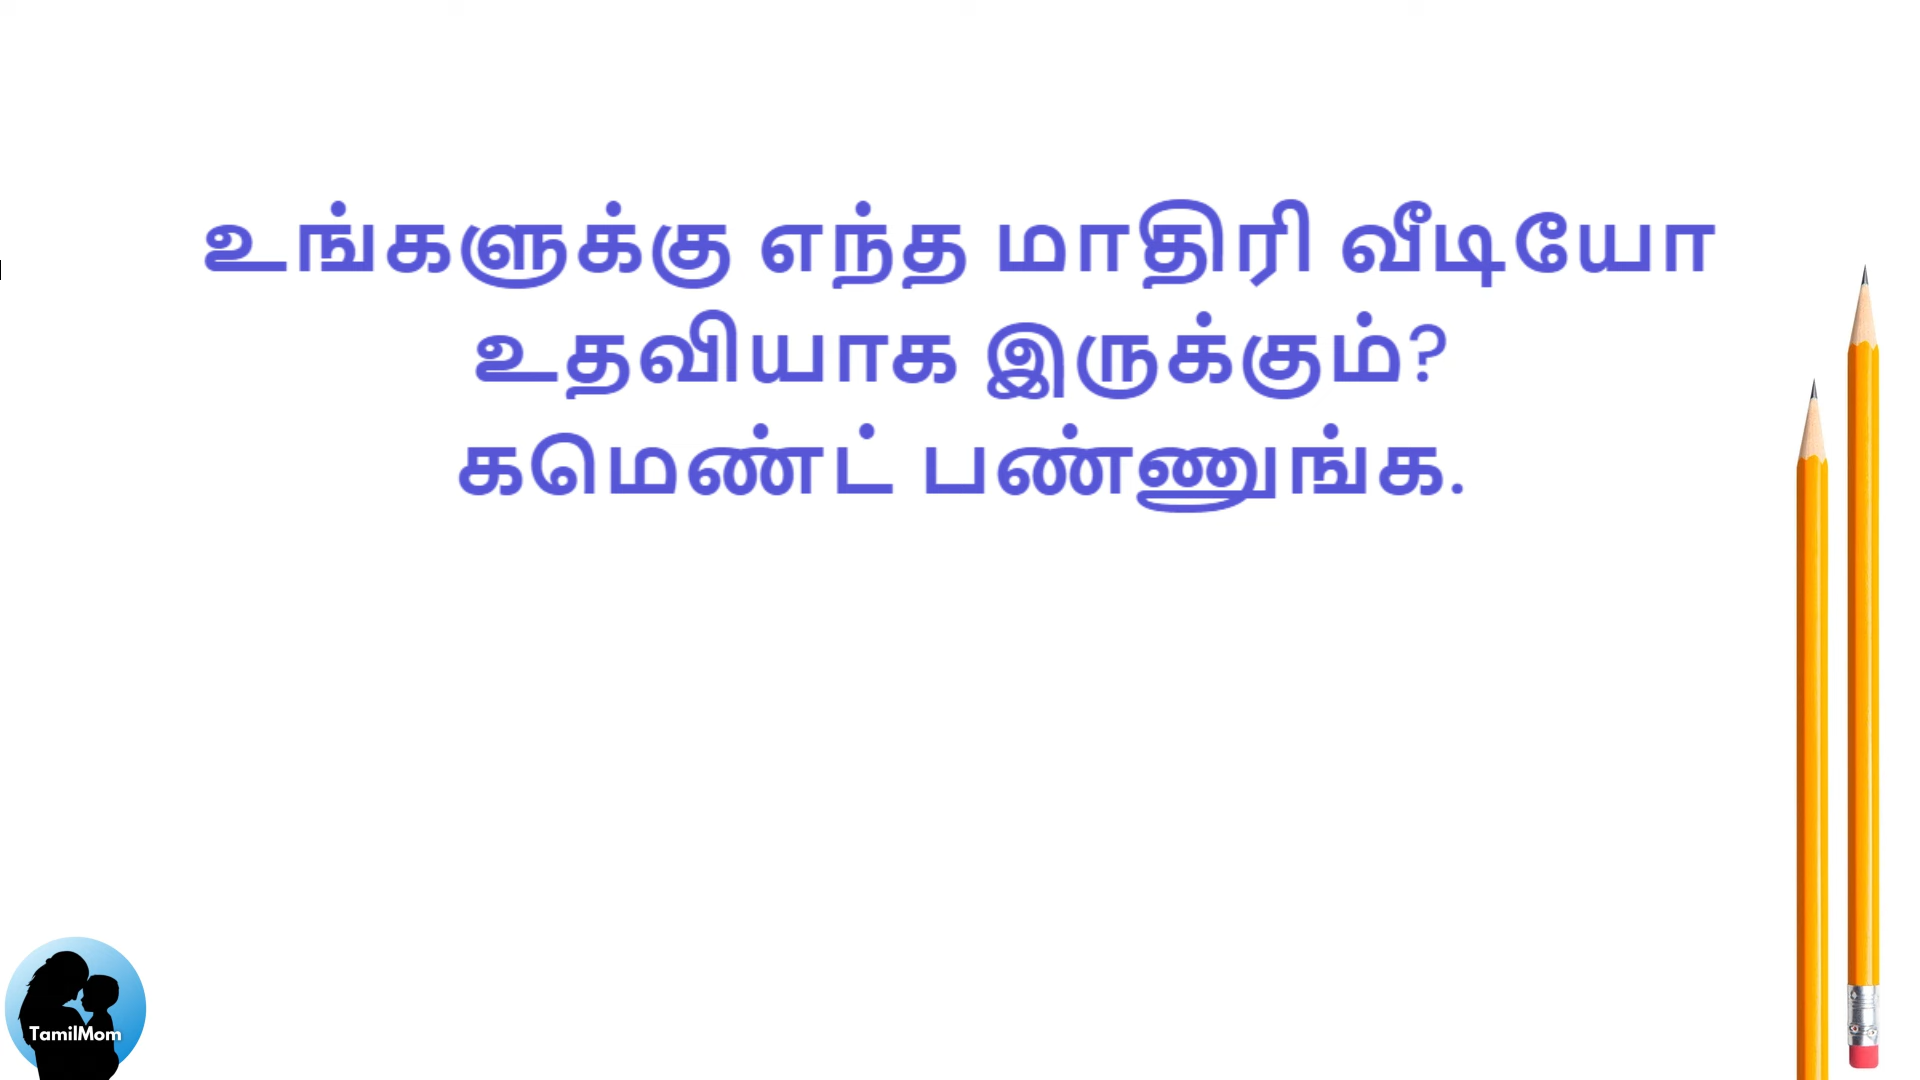 உங்களுக்கு எந்த மாதிரி வீடியோ
உதவியாக இருக்கும்?
கமெண்ட் பண்ணுங்க.
TamilMom